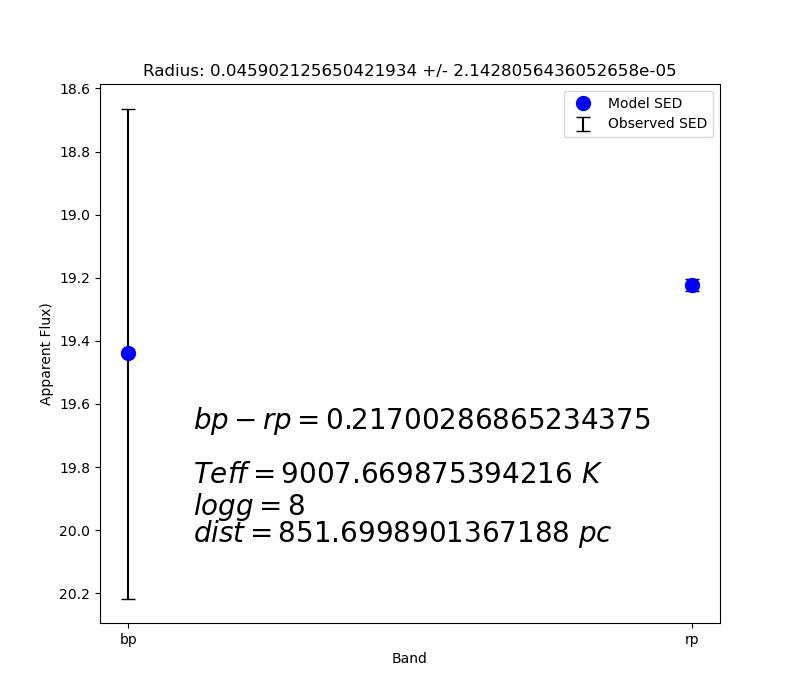 Radius: 0.045902125650421934 +/- 2.1428056436052658e-05
Model SED
Observed SED
18.6
18.8
19.0
19.2
19.4
19.6
19.8
20.0
20.2
Apparent Flux)
bp − rp = 0.21700286865234375
Teff = 9007.669875394216 K
logg = 8
dist = 851.6998901367188 pc
bp
rp
Band